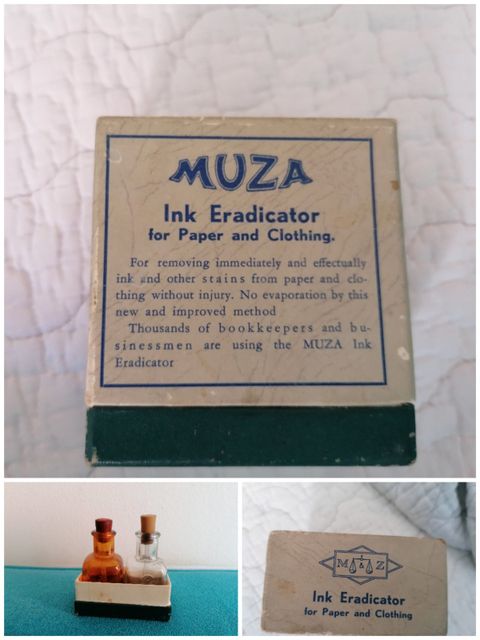 MUZA
Ink Eradicator
for Paper and Clothing.
For removing immediately and effectually
ink and other stains from paper and clo-
thing without injury. No evaporation by this
new and improved method
Thousands of bookkeepers and bu-
sinessmen are using the MUZA Ink
Eradicator
M & Z
Ink Eradicator
for Paper and Clothing